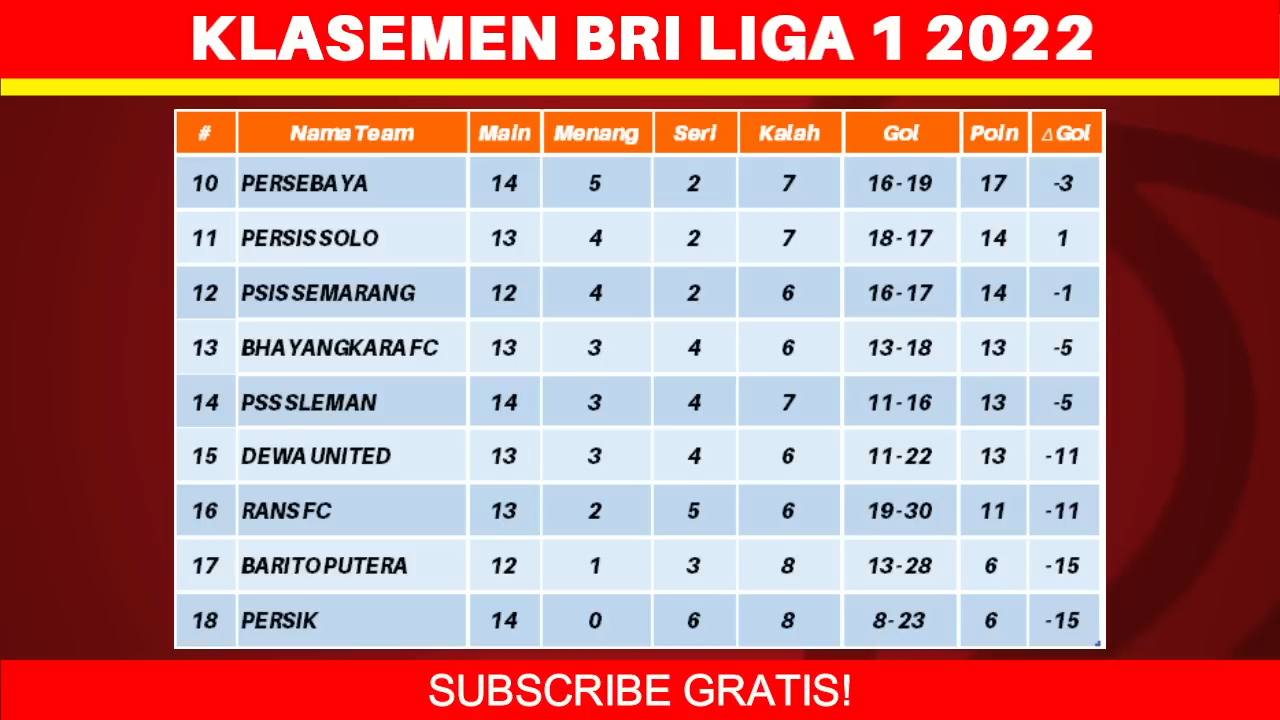 KLASEMEN BRI LIGA 1 2022
# Nama Team Main Menang Seri Kalah Gol Poin Δ Gol
10 PERSEBAYA 14 5 2 7 16-19 17 -3
11 PERSIS SOLO 13 4 2 7 18-17 14 1
12 PSIS SEMARANG 12 4 2 6 16-17 14 -1
13 BHAYANGKARA FC 13 3 4 6 13-18 13 -5
14 PSS SLEMAN 14 3 4 7 11-16 13 -5
15 DEWA UNITED 13 3 4 6 11-22 13 -11
16 RANS FC 13 2 5 6 19-30 11 -11
17 BARITO PUTERA 12 1 3 8 13-28 6 -15
18 PERSIK 14 0 6 8 8-23 6 -15
SUBSCRIBE GRATIS!